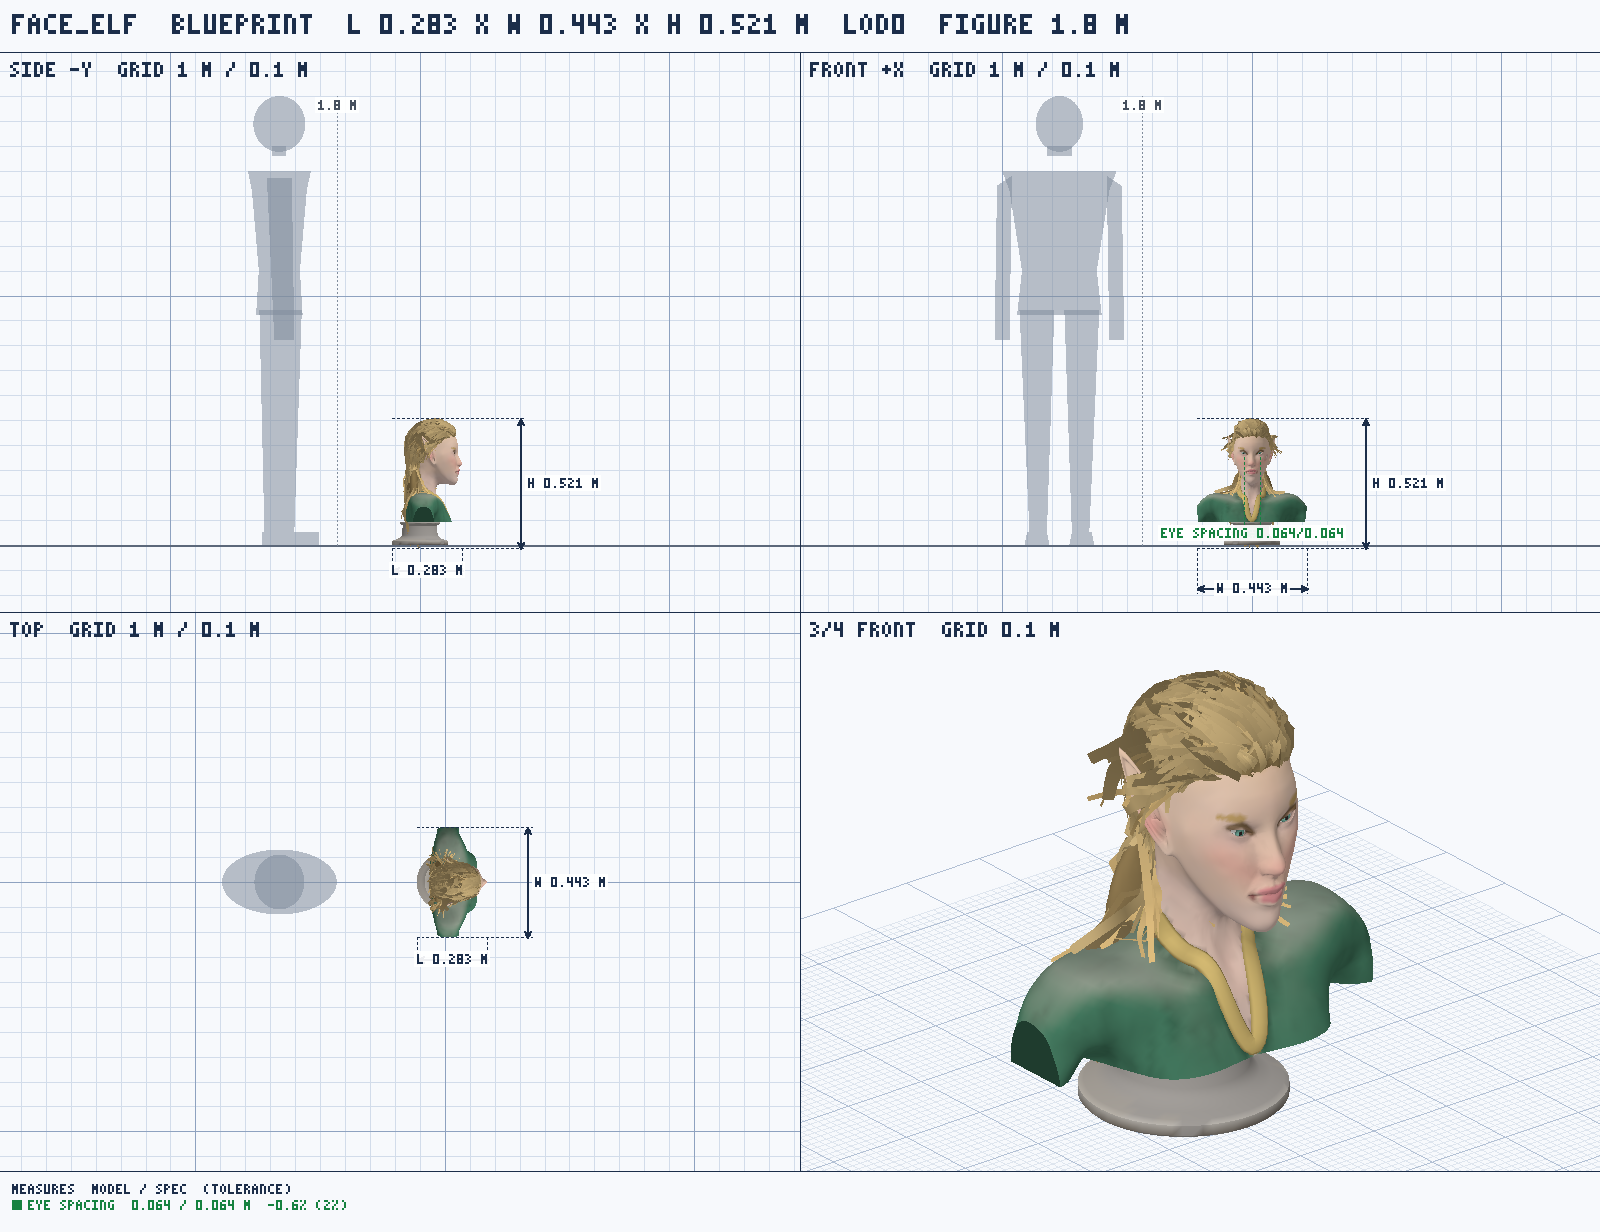 FACE_ELF BLUEPRINT L 0.283 X W 0.443 X H 0.521 M LOD0 FIGURE 1.8 M
SIDE -Y GRID 1 M / 0.1 M
1.8 M
H 0.521 M
L 0.283 M
FRONT +X GRID 1 M / 0.1 M
1.8 M
H 0.521 M
EYE SPACING 0.064/0.064
W 0.443 M
TOP GRID 1 M / 0.1 M
W 0.443 M
L 0.283 M
3/4 FRONT GRID 0.1 M
MEASURES MODEL / SPEC (TOLERANCE)
EYE SPACING 0.064 / 0.064 M -0.6% (2%)